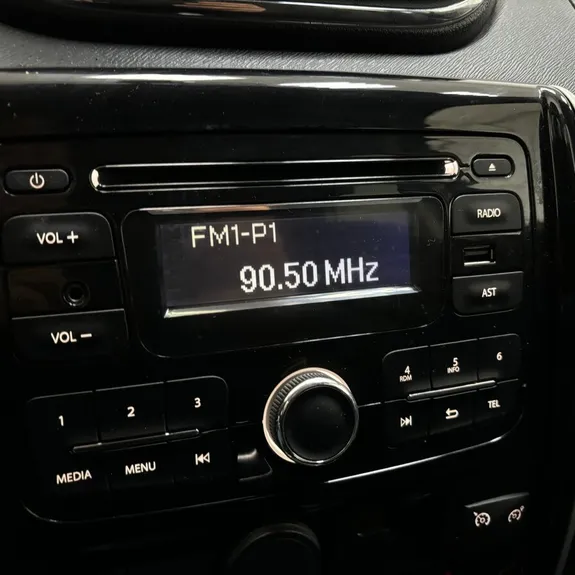 VOL +
VOL −
FM1-P1
90.50 MHz
RADIO
AST
1
2
3
MEDIA
MENU
4
RDM
5
INFO
6
TEL